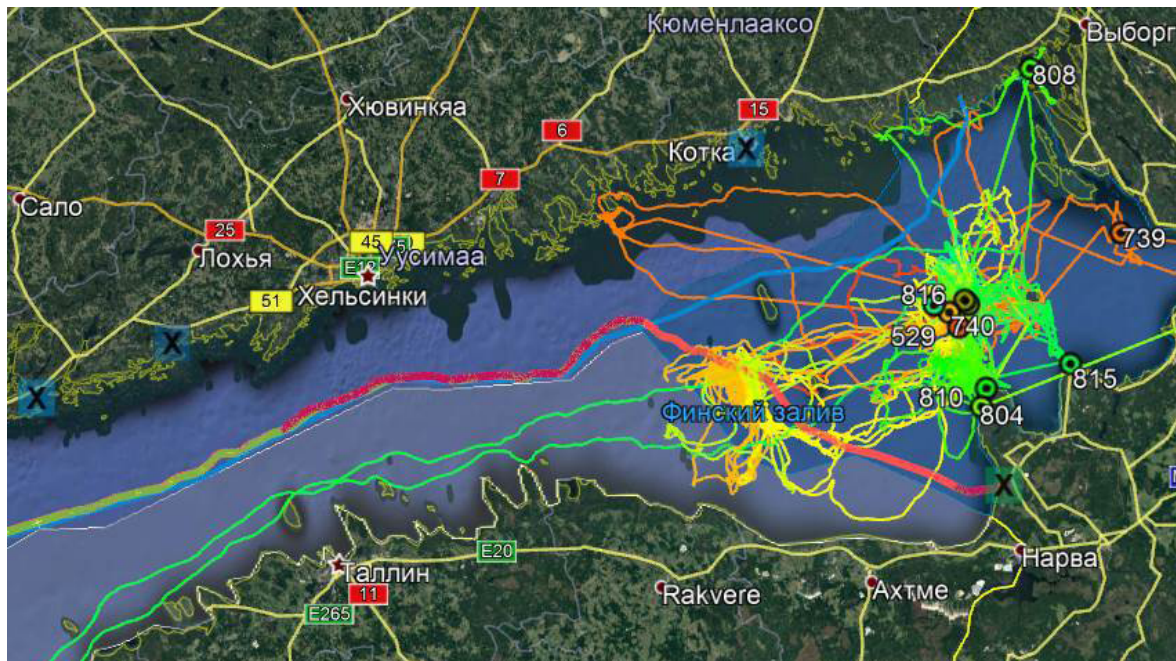 Кюменлааксо
Выборг
808
Хювинкяа
15
6
Котка
X
7
Сало
25
45
Лохья
Уусимаа
739
51
Хельсинки
816
529
740
X
X
815
810
804
Финский залив
X
E20
Нарва
Таллин
11
Rakvere
Ахтме
E265